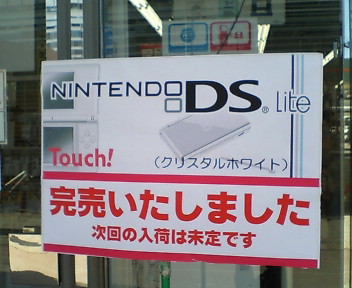 NINTENDO DS Lite
Touch!
（クリスタルホワイト）
完売いたしました
次回の入荷は未定です